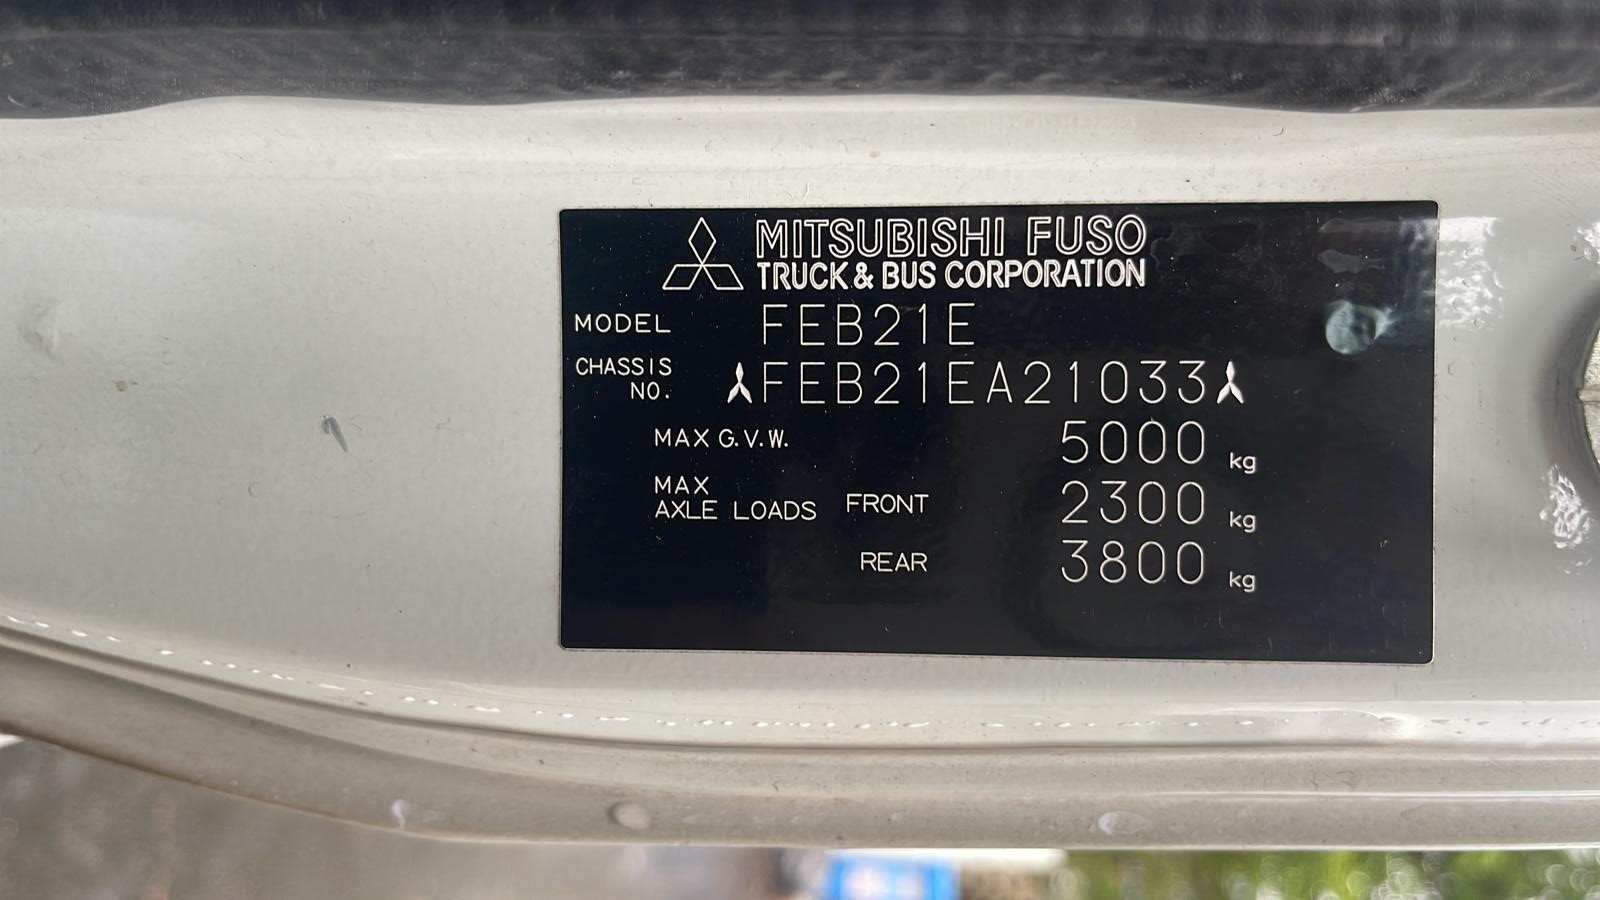 MITSUBISHI FUSO
TRUCK & BUS CORPORATION
MODEL FEB21E
CHASSIS NO. FEB21EA21033
MAX G.V.W. 5000 kg
MAX AXLE LOADS FRONT 2300 kg
REAR 3800 kg